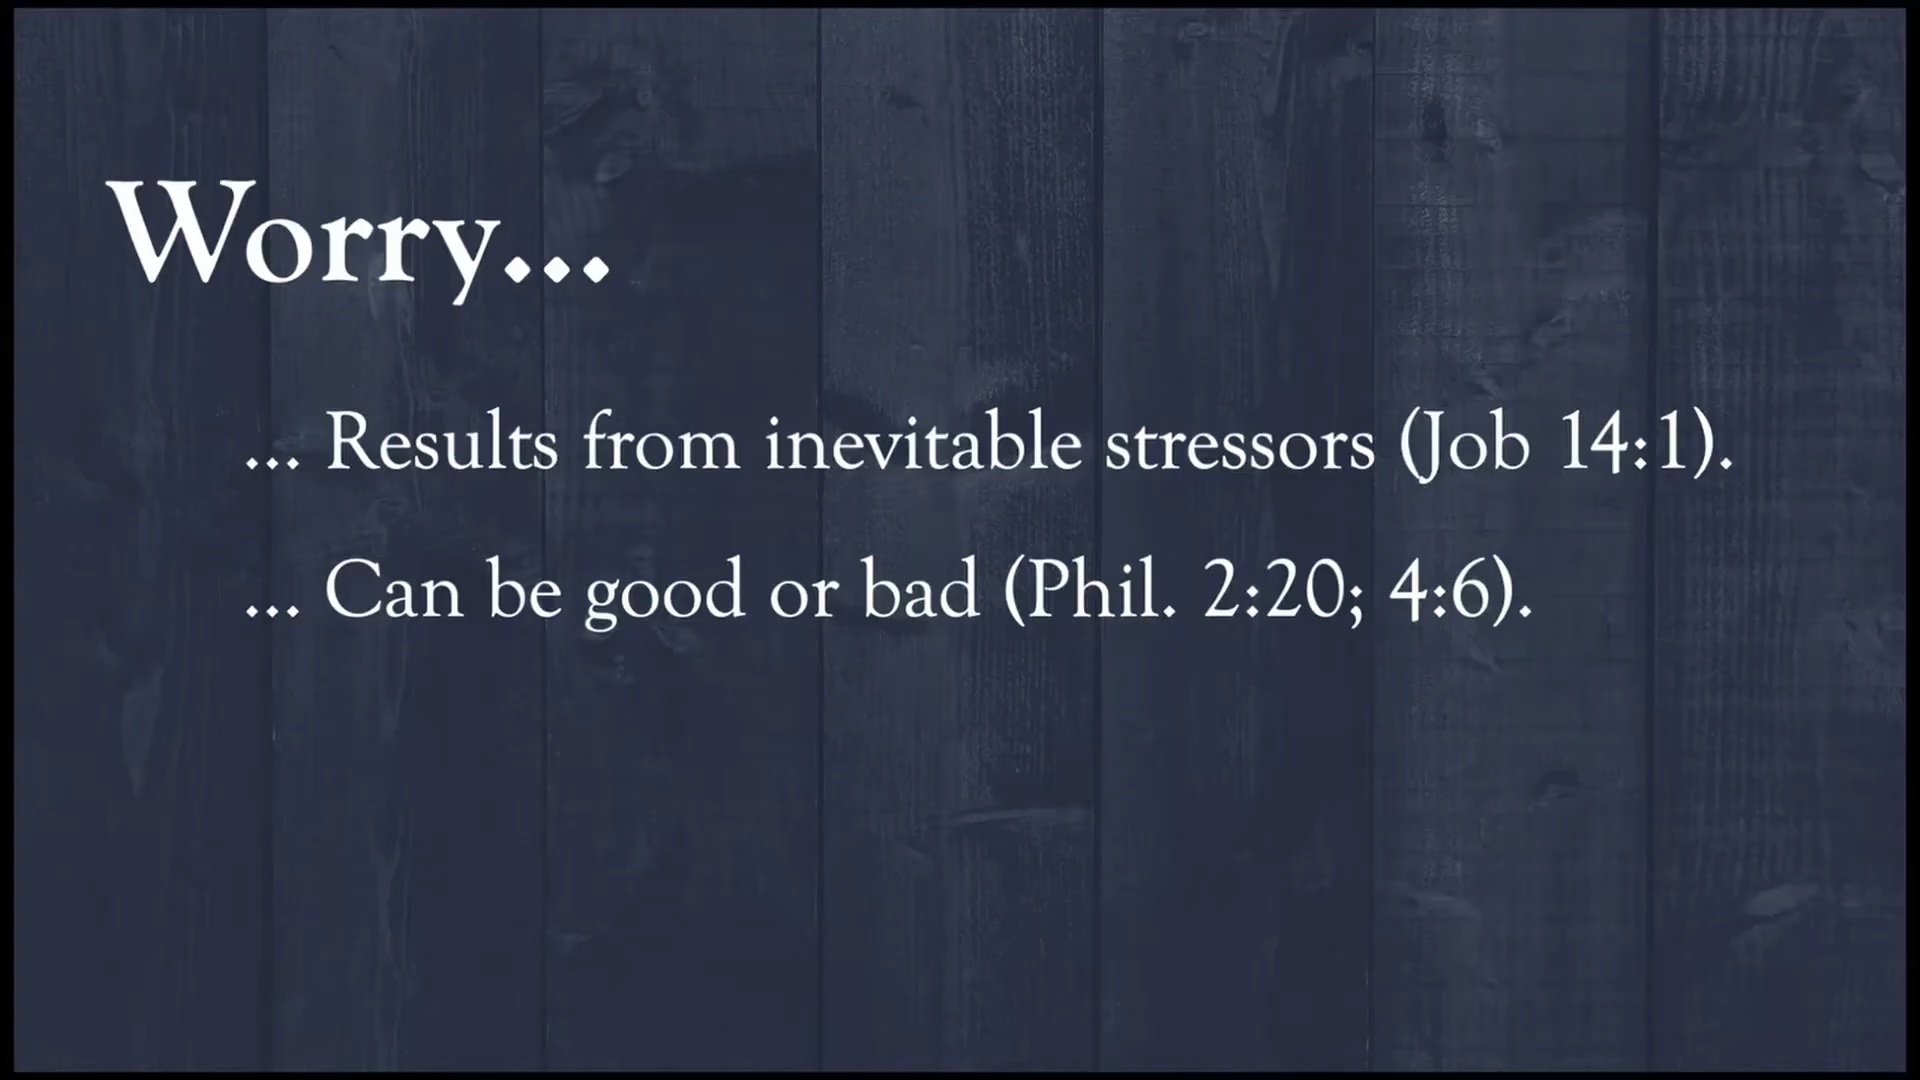 Worry...
... Results from inevitable stressors (Job 14:1).
... Can be good or bad (Phil. 2:20; 4:6).